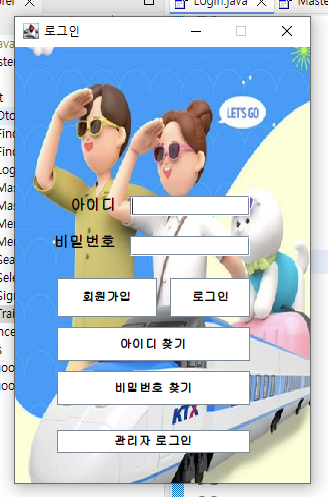 Login.java
Maste
로그인
LET'S GO
아이디
비밀번호
회원가입
로그인
아이디 찾기
비밀번호 찾기
KTX
관리자 로그인